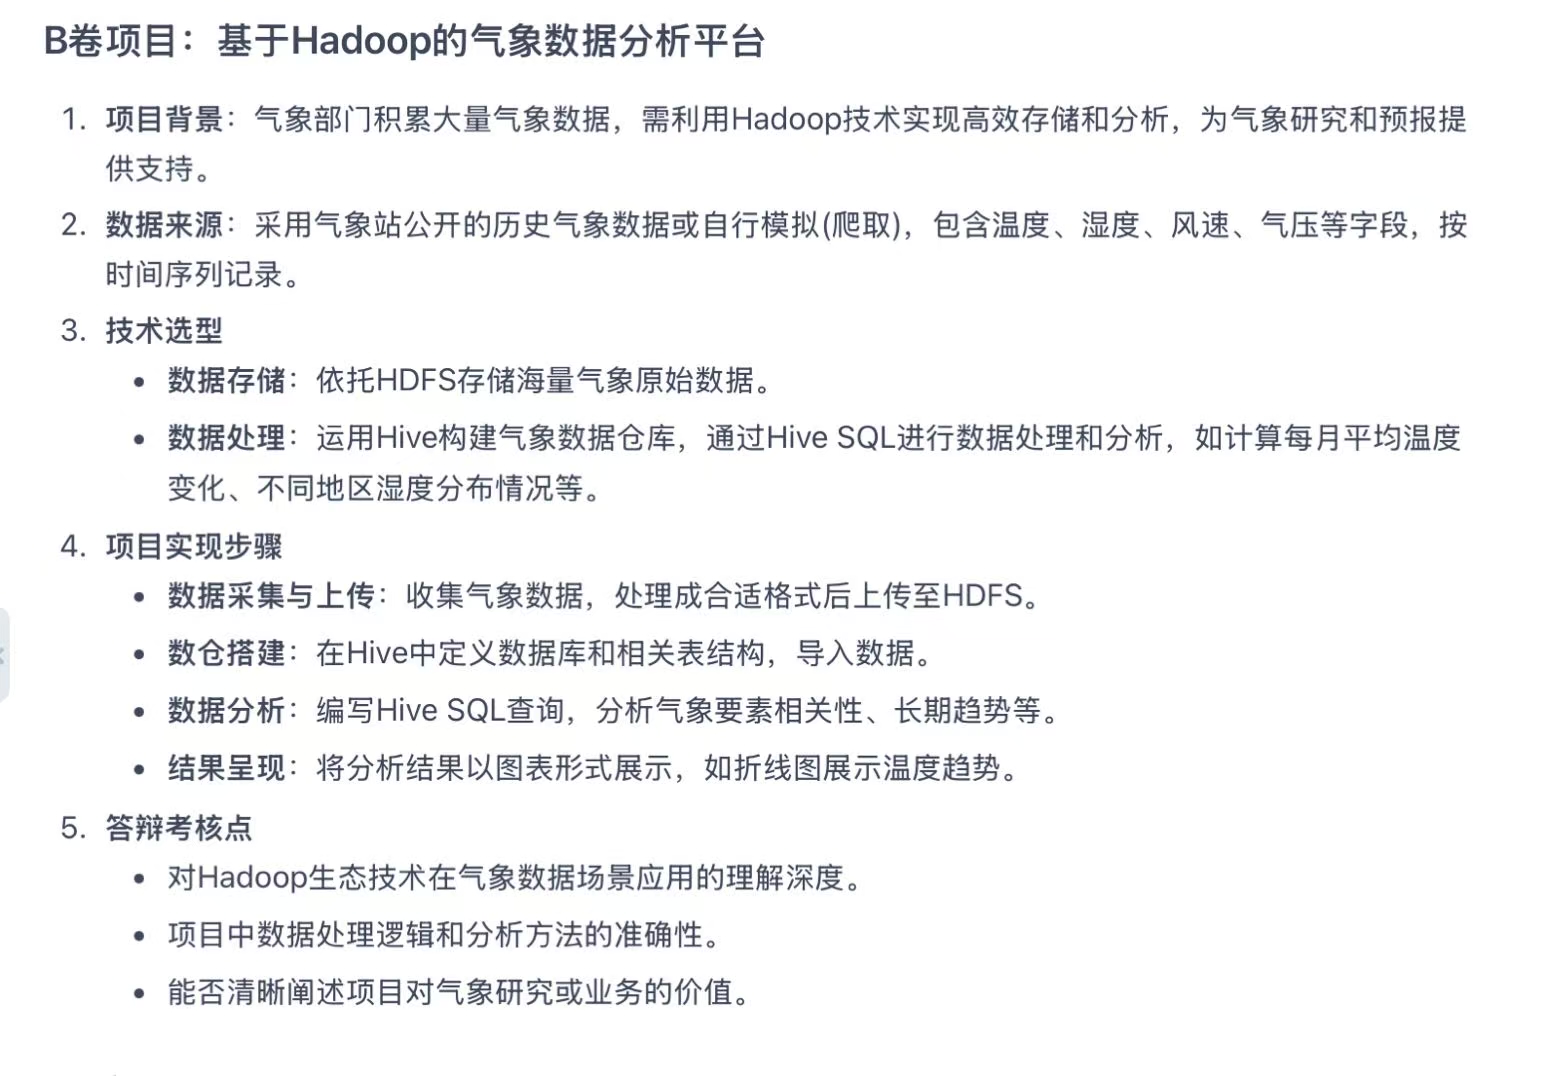 B卷项目：基于Hadoop的气象数据分析平台
1. 项目背景：气象部门积累大量气象数据，需利用Hadoop技术实现高效存储和分析，为气象研究和预报提
供支持。
2. 数据来源：采用气象站公开的历史气象数据或自行模拟(爬取)，包含温度、湿度、风速、气压等字段，按
时间序列记录。
3. 技术选型
• 数据存储：依托HDFS存储海量气象原始数据。
• 数据处理：运用Hive构建气象数据仓库，通过Hive SQL进行数据处理和分析，如计算每月平均温度
变化、不同地区湿度分布情况等。
4. 项目实现步骤
• 数据采集与上传：收集气象数据，处理成合适格式后上传至HDFS。
• 数仓搭建：在Hive中定义数据库和相关表结构，导入数据。
• 数据分析：编写Hive SQL查询，分析气象要素相关性、长期趋势等。
• 结果呈现：将分析结果以图表形式展示，如折线图展示温度趋势。
5. 答辩考核点
• 对Hadoop生态技术在气象数据场景应用的理解深度。
• 项目中数据处理逻辑和分析方法的准确性。
• 能否清晰阐述项目对气象研究或业务的价值。